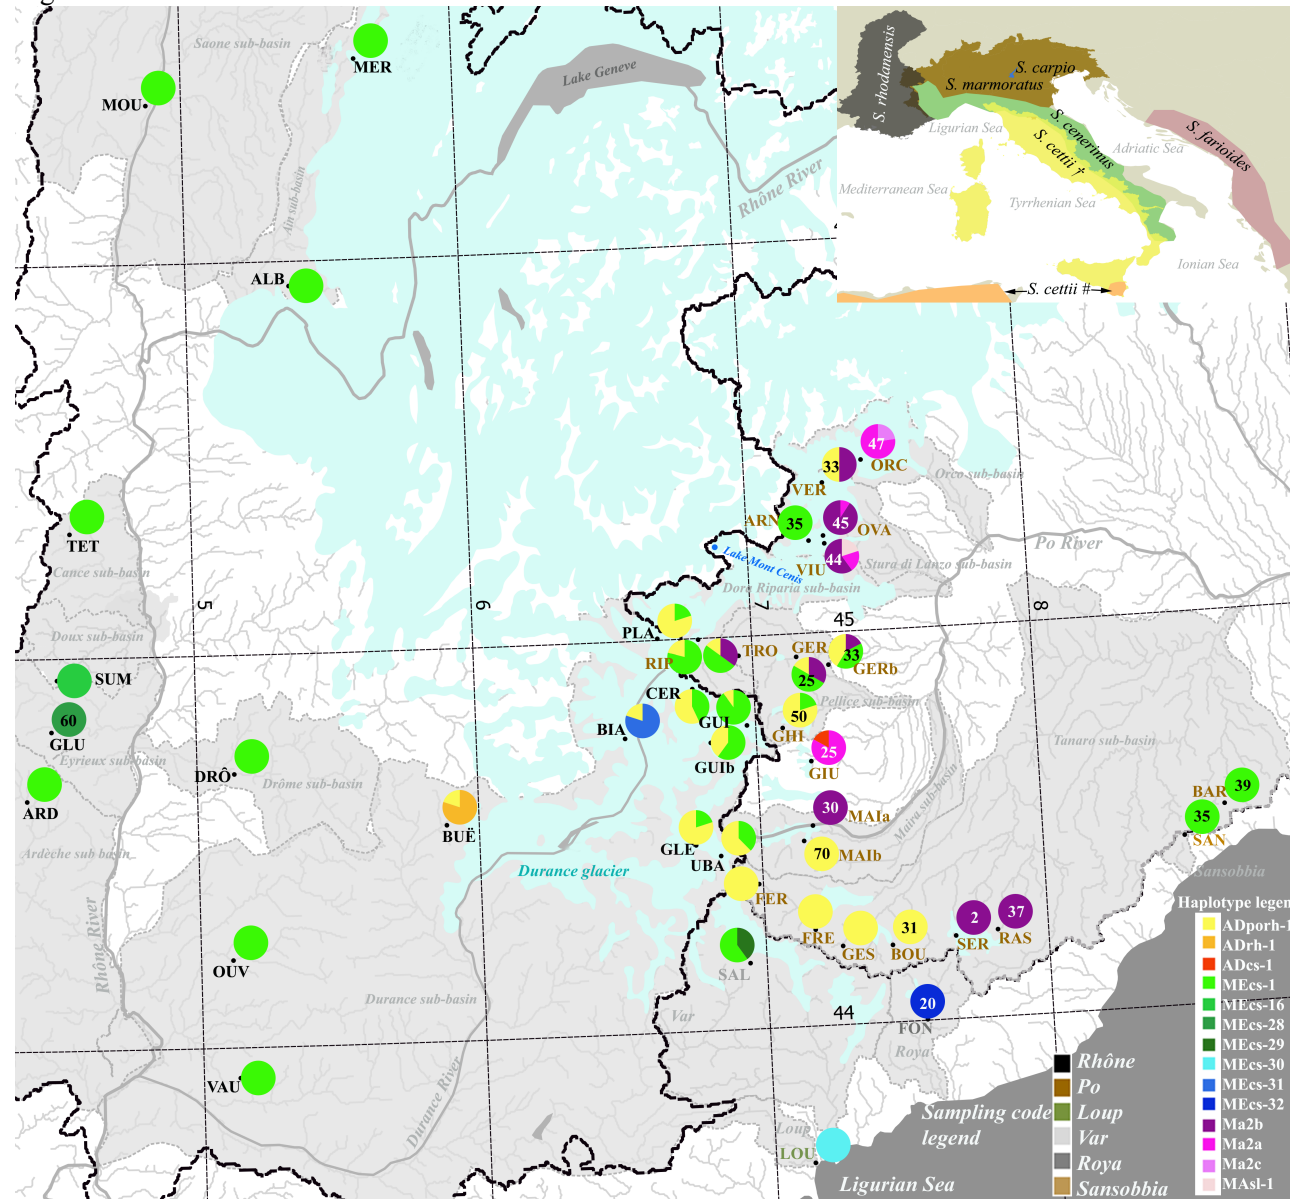 Saone sub-basin
MER
MOU
Lake Geneve
Rhône River
Ain sub-basin
ALB
S. rhodanensis
S. carpio
S. marmoratus
Ligurian Sea
S. cenerinus
S. cettii †
Adriatic Sea
S. farioides
Mediterranean Sea
Tyrrhenian Sea
Ionian Sea
S. cettii #
47
ORC
33
VER
Orco sub-basin
TET
ARN
35
45
OVA
Po River
Cance sub-basin
Lake Mont Cenis
VIU
44
Stura di Lanzo sub-basin
Dora Riparia sub-basin
5
6
7
45
8
Doux sub-basin
PLA
RIP
TRO
GER
33
GERb
SUM
25
60
GLU
Eyrieux sub-basin
CER
GUI
Pellice sub-basin
50
GHI
BIA
GUIb
25
GIU
Tanaro sub-basin
DRÔ
Drôme sub-basin
ARD
BUË
Ardèche sub basin
30
MAIa
Maira sub-basin
BAR
39
35
SAN
Sansobbia
GLE
UBA
70
MAIb
Durance glacier
FER
FRE
GES
31
BOU
2
SER
37
RAS
Rhône River
OUV
SAL
Durance sub-basin
Var
44
20
FON
Roya
VAU
Durance River
Loup
LOU
Ligurian Sea
Haplotype legen
ADporh-1
ADrh-1
ADcs-1
MEcs-1
MEcs-16
MEcs-28
MEcs-29
MEcs-30
MEcs-31
MEcs-32
Ma2b
Ma2a
Ma2c
MAsl-1
Sampling code
legend
Rhône
Po
Loup
Var
Roya
Sansobbia